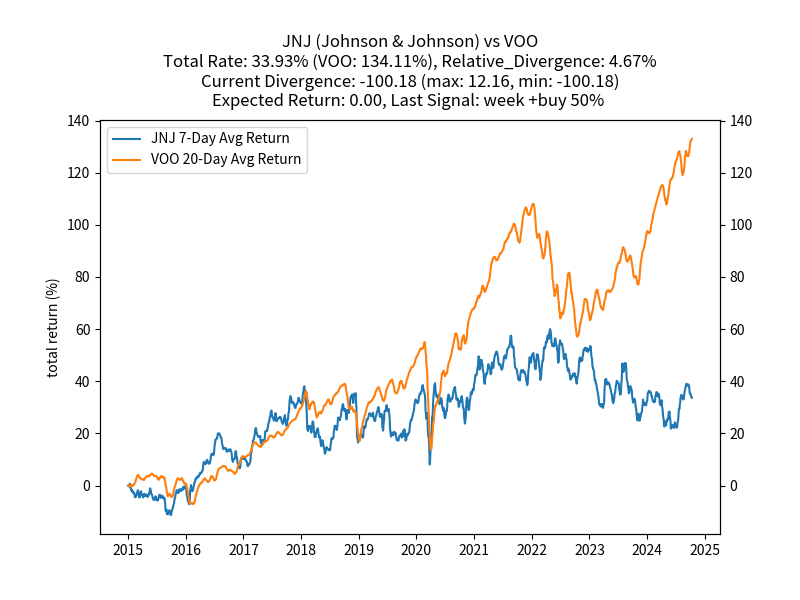 JNJ (Johnson & Johnson) vs VOO
Total Rate: 33.93% (VOO: 134.11%), Relative_Divergence: 4.67%
Current Divergence: -100.18 (max: 12.16, min: -100.18)
Expected Return: 0.00, Last Signal: week +buy 50%
JNJ 7-Day Avg Return
VOO 20-Day Avg Return
total return (%)
140
120
100
80
60
40
20
0
140
120
100
80
60
40
20
0
2015 2016 2017 2018 2019 2020 2021 2022 2023 2024 2025